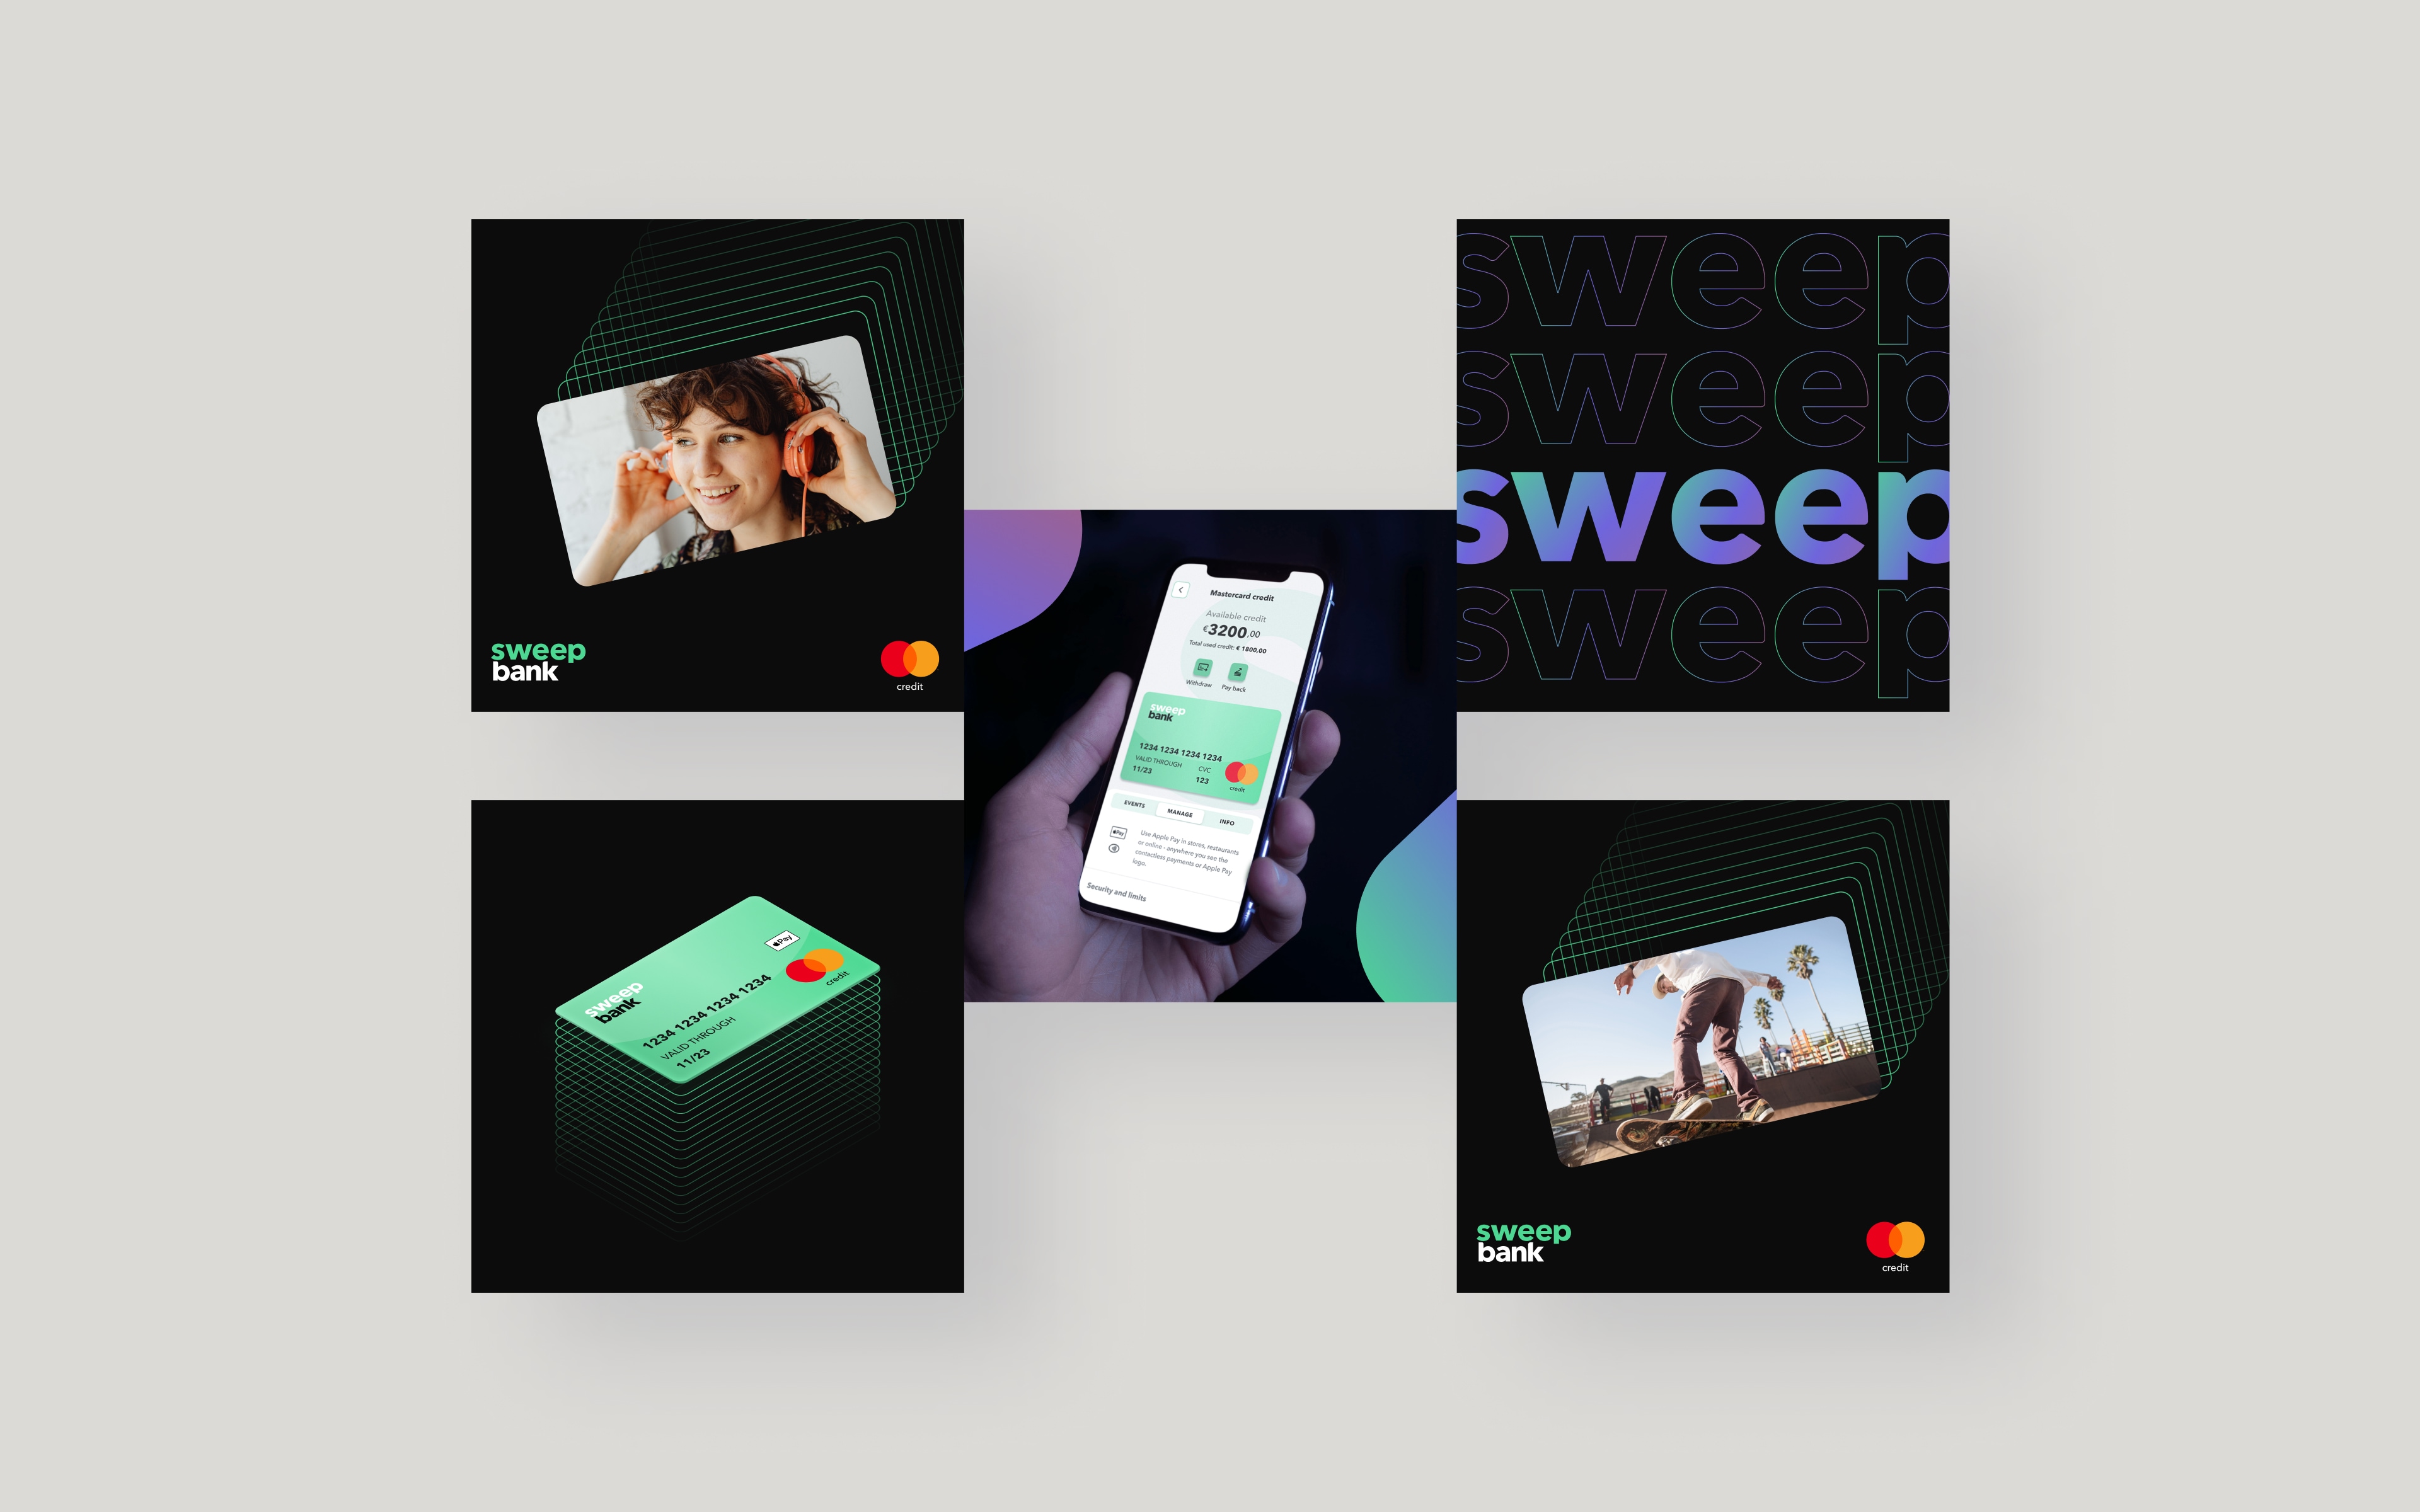 sweep
bank
credit
sweep
sweep
sweep
sweep
Mastercard credit
Available credit
€3200,00
Total used credit: € 1800,00
Withdraw
Pay back
sweep
bank
1234 1234 1234 1234
VALID THROUGH
CVC
11/23
123
credit
EVENTS
MANAGE
INFO
Pay
Use Apple Pay in stores, restaurants
or online - anywhere you see the
contactless payments or Apple Pay
logo.
Security and limits
Pay
sweep
bank
credit
1234 1234 1234 1234
VALID THROUGH
11/23
sweep
bank
credit